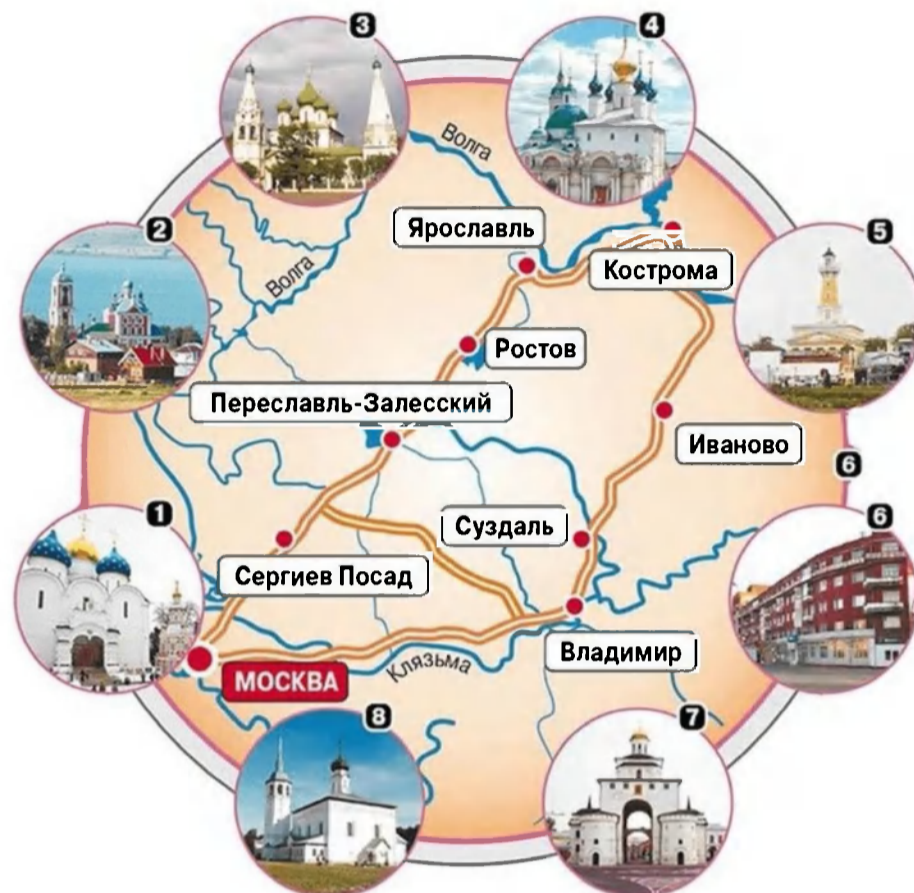 3
4
Волга
2
Ярославль
5
Кострома
Волга
Ростов
Переславль-Залесский
Иваново
6
1
Суздаль
6
Сергиев Посад
Владимир
Клязьма
МОСКВА
8
7